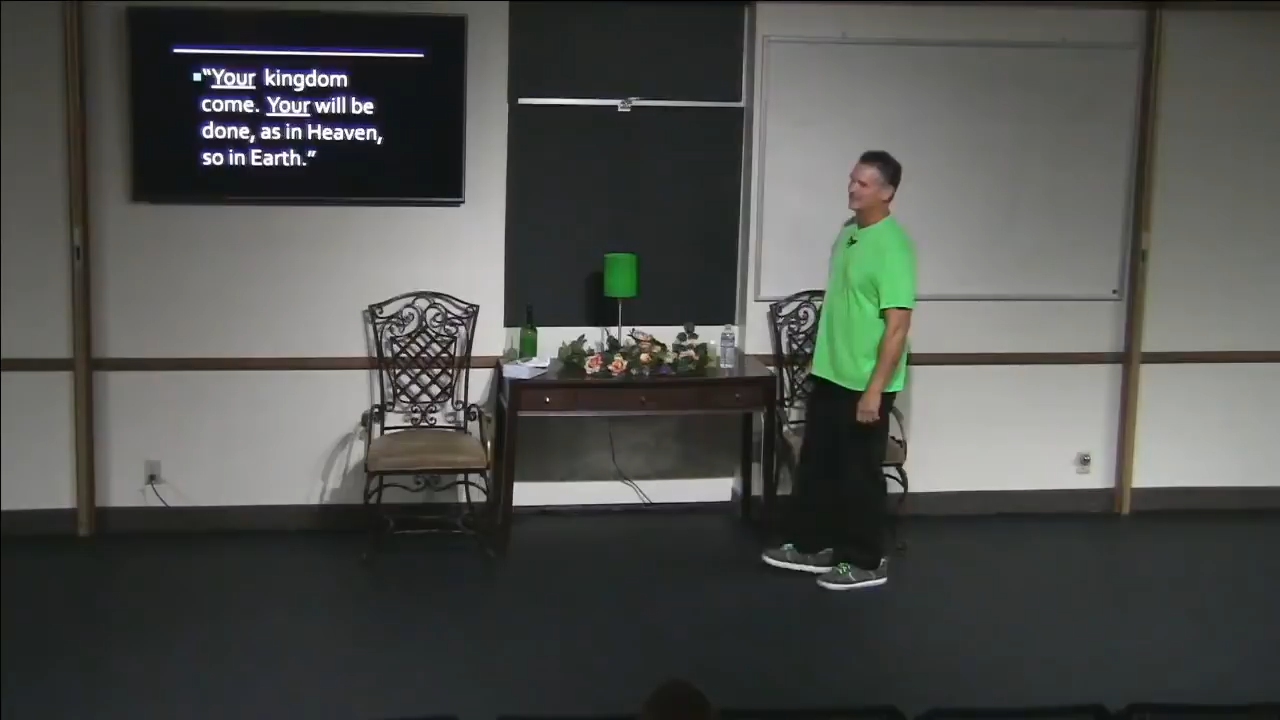 “Your kingdom
come. Your will be
done, as in Heaven,
so in Earth.”